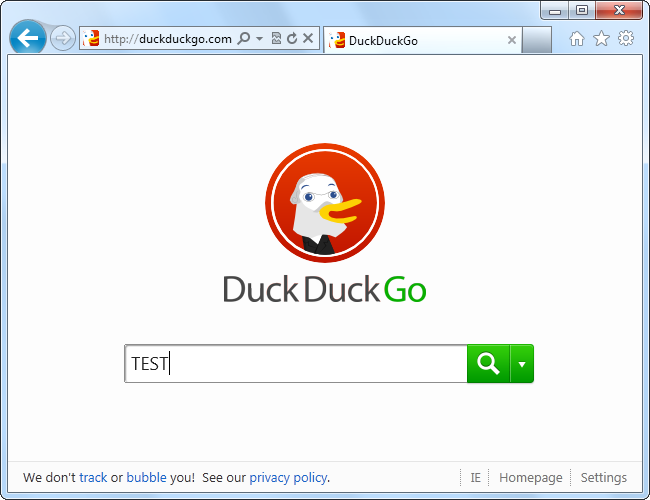 http://duckduckgo.com
DuckDuckGo
DuckDuckGo
TEST
We don't track or bubble you! See our privacy policy.
IE
Homepage
Settings